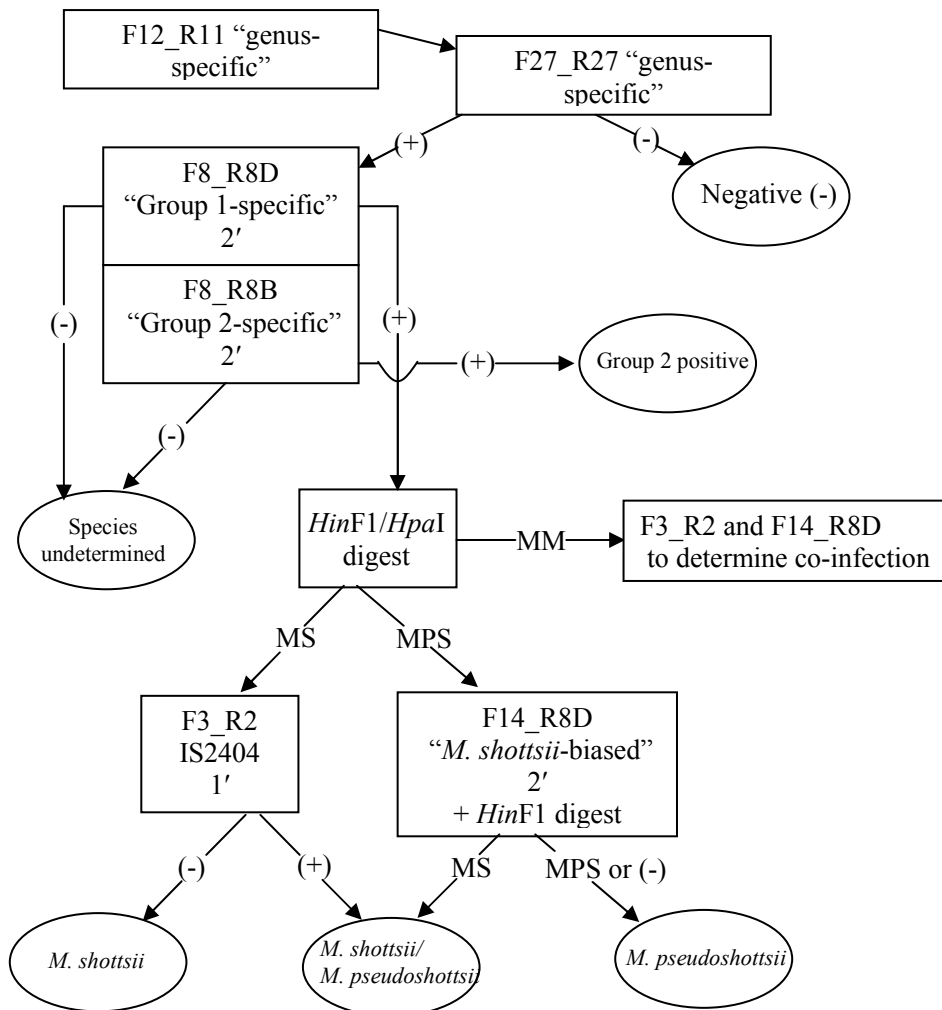 F12_R11 “genus-
specific”
F27_R27 “genus-
specific”
(+)
(-)
Negative (-)
F8_R8D
“Group 1-specific”
2′
F8_R8B
“Group 2-specific”
2′
(-)
(+)
(+)
Group 2 positive
(-)
Species
undetermined
HinF1/HpaI
digest
MM
F3_R2 and F14_R8D
to determine co-infection
MS
MPS
F3_R2
IS2404
1′
F14_R8D
“M. shottsii-biased”
2′
+ HinF1 digest
(-)
(+)
MS
MPS or (-)
M. shottsii
M. shottsii/
M. pseudoshottsii
M. pseudoshottsii